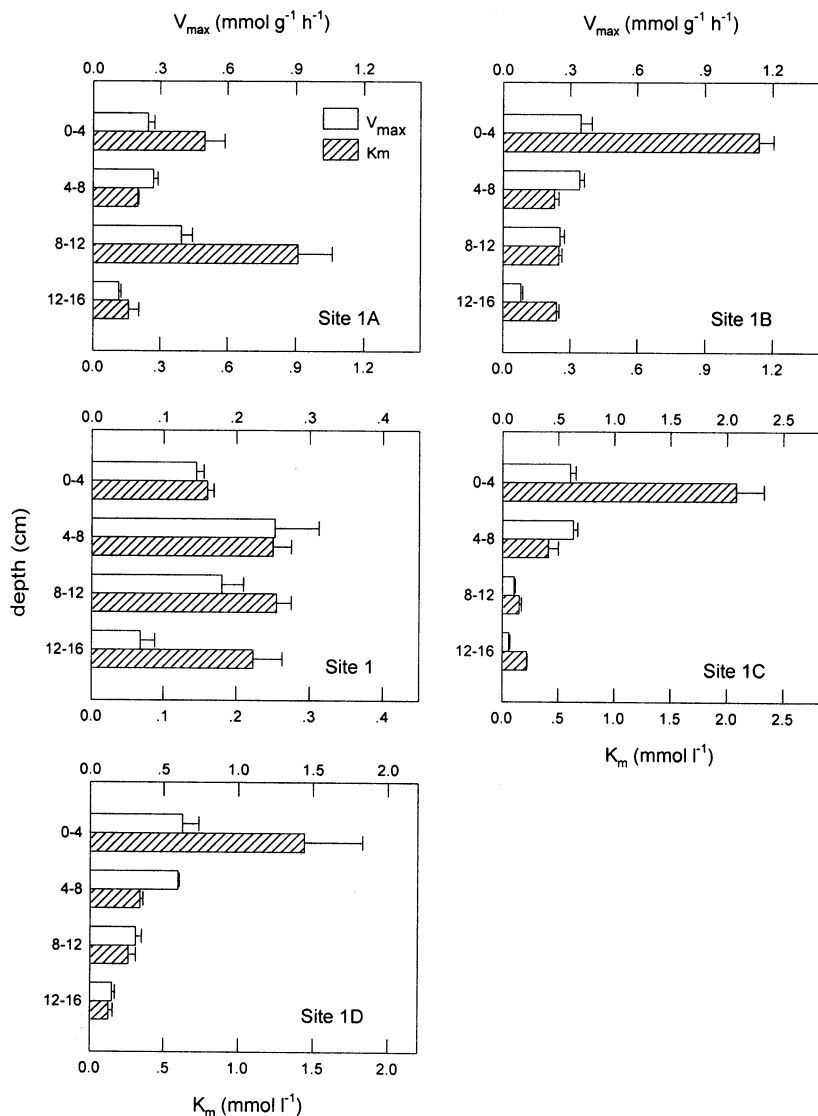 V_max (mmol g⁻¹ h⁻¹)
0.0 .3 .6 .9 1.2
0-4
4-8
8-12
12-16
V_max
Km
Site 1A
0.0 .3 .6 .9 1.2
V_max (mmol g⁻¹ h⁻¹)
0.0 .3 .6 .9 1.2
0-4
4-8
8-12
12-16
Site 1B
0.0 .3 .6 .9 1.2
depth (cm)
0.0 .1 .2 .3 .4
0-4
4-8
8-12
12-16
Site 1
0.0 .1 .2 .3 .4
0.0 .5 1.0 1.5 2.0 2.5
0-4
4-8
8-12
12-16
Site 1C
0.0 .5 1.0 1.5 2.0 2.5
K_m (mmol l⁻¹)
0.0 .5 1.0 1.5 2.0
0-4
4-8
8-12
12-16
Site 1D
0.0 .5 1.0 1.5 2.0
K_m (mmol l⁻¹)